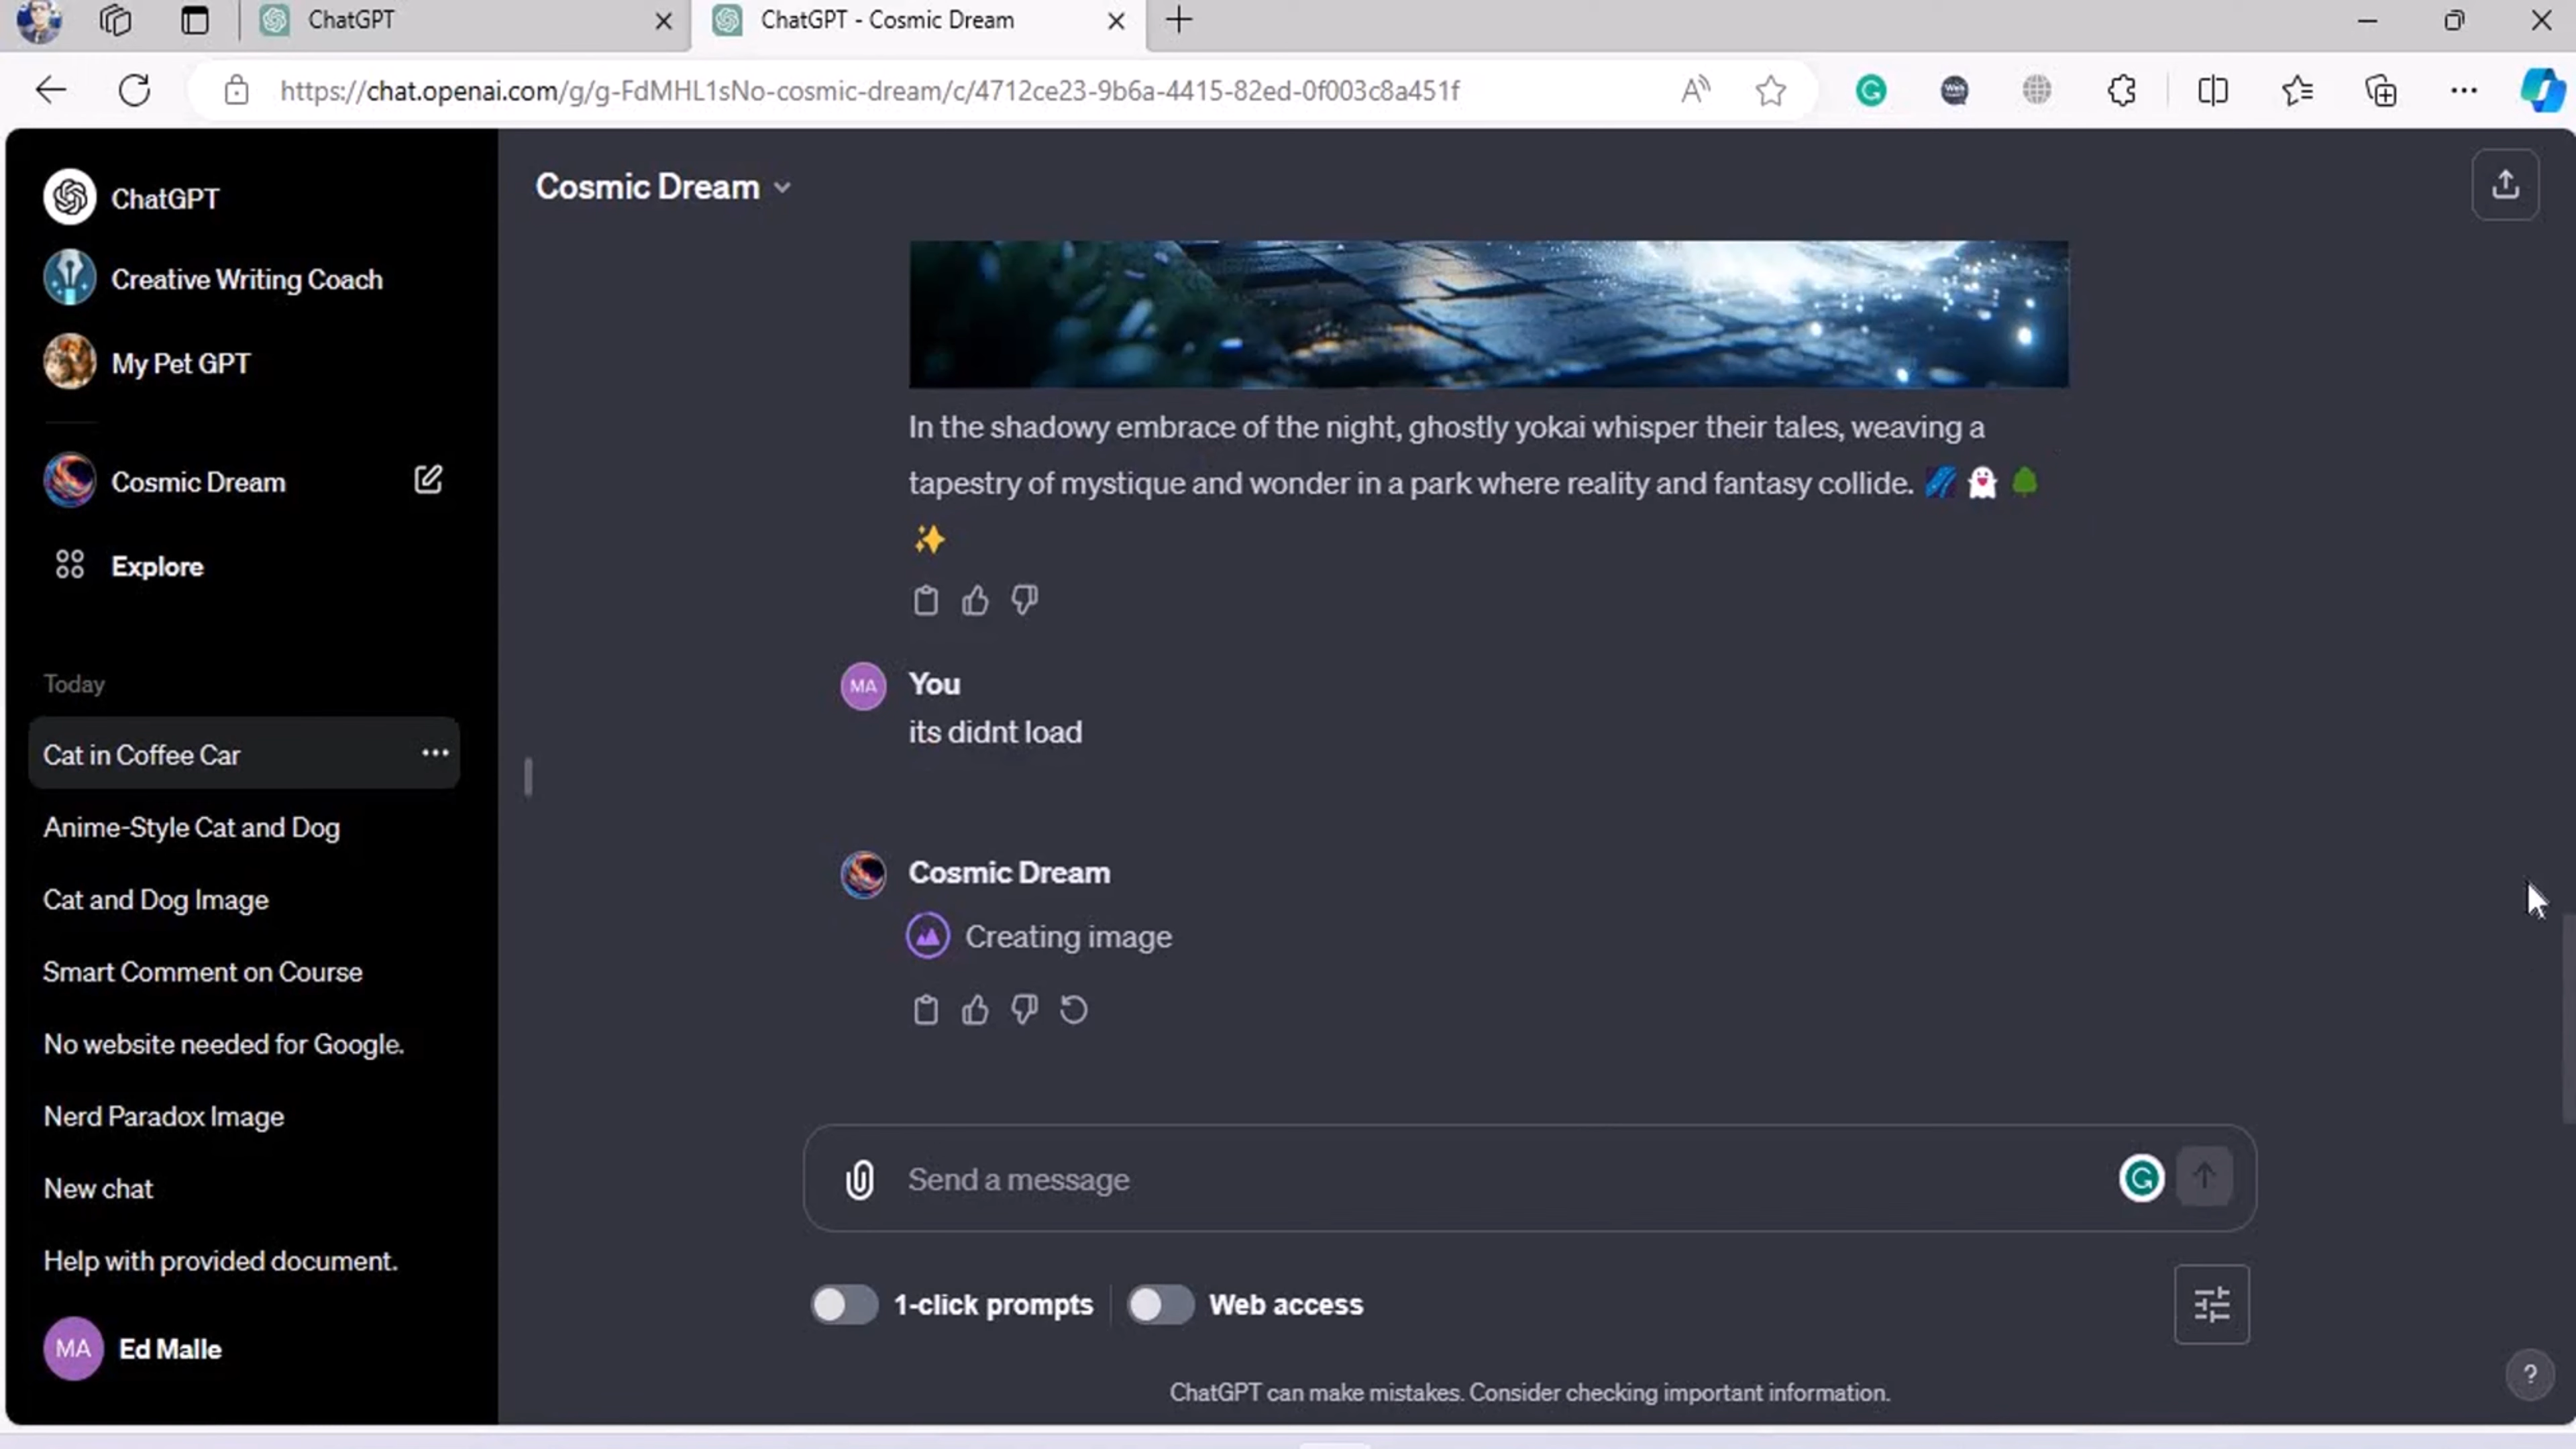 ChatGPT
ChatGPT - Cosmic Dream
https://chat.openai.com/g/g-FdMHL1sNo-cosmic-dream/c/4712ce23-9b6a-4415-82ed-0f003c8a451f
ChatGPT
Creative Writing Coach
My Pet GPT
Cosmic Dream
Explore
Today
Cat in Coffee Car
Anime-Style Cat and Dog
Cat and Dog Image
Smart Comment on Course
No website needed for Google.
Nerd Paradox Image
New chat
Help with provided document.
MA Ed Malle
Cosmic Dream
In the shadowy embrace of the night, ghostly yokai whisper their tales, weaving a
tapestry of mystique and wonder in a park where reality and fantasy collide. 🌌 👻 🌳
✨
MA You
its didnt load
Cosmic Dream
Creating image
Send a message
1-click prompts Web access
ChatGPT can make mistakes. Consider checking important information.
?